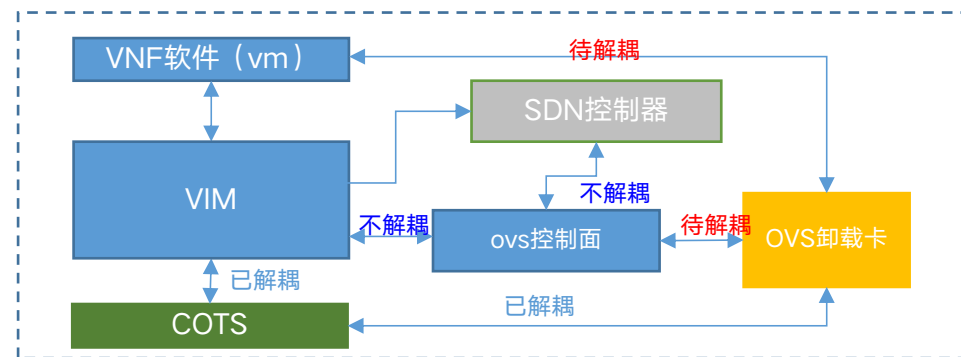 VNF软件（vm）
待解耦
SDN控制器
VIM
不解耦
不解耦
ovs控制面
待解耦
OVS卸载卡
已解耦
已解耦
COTS